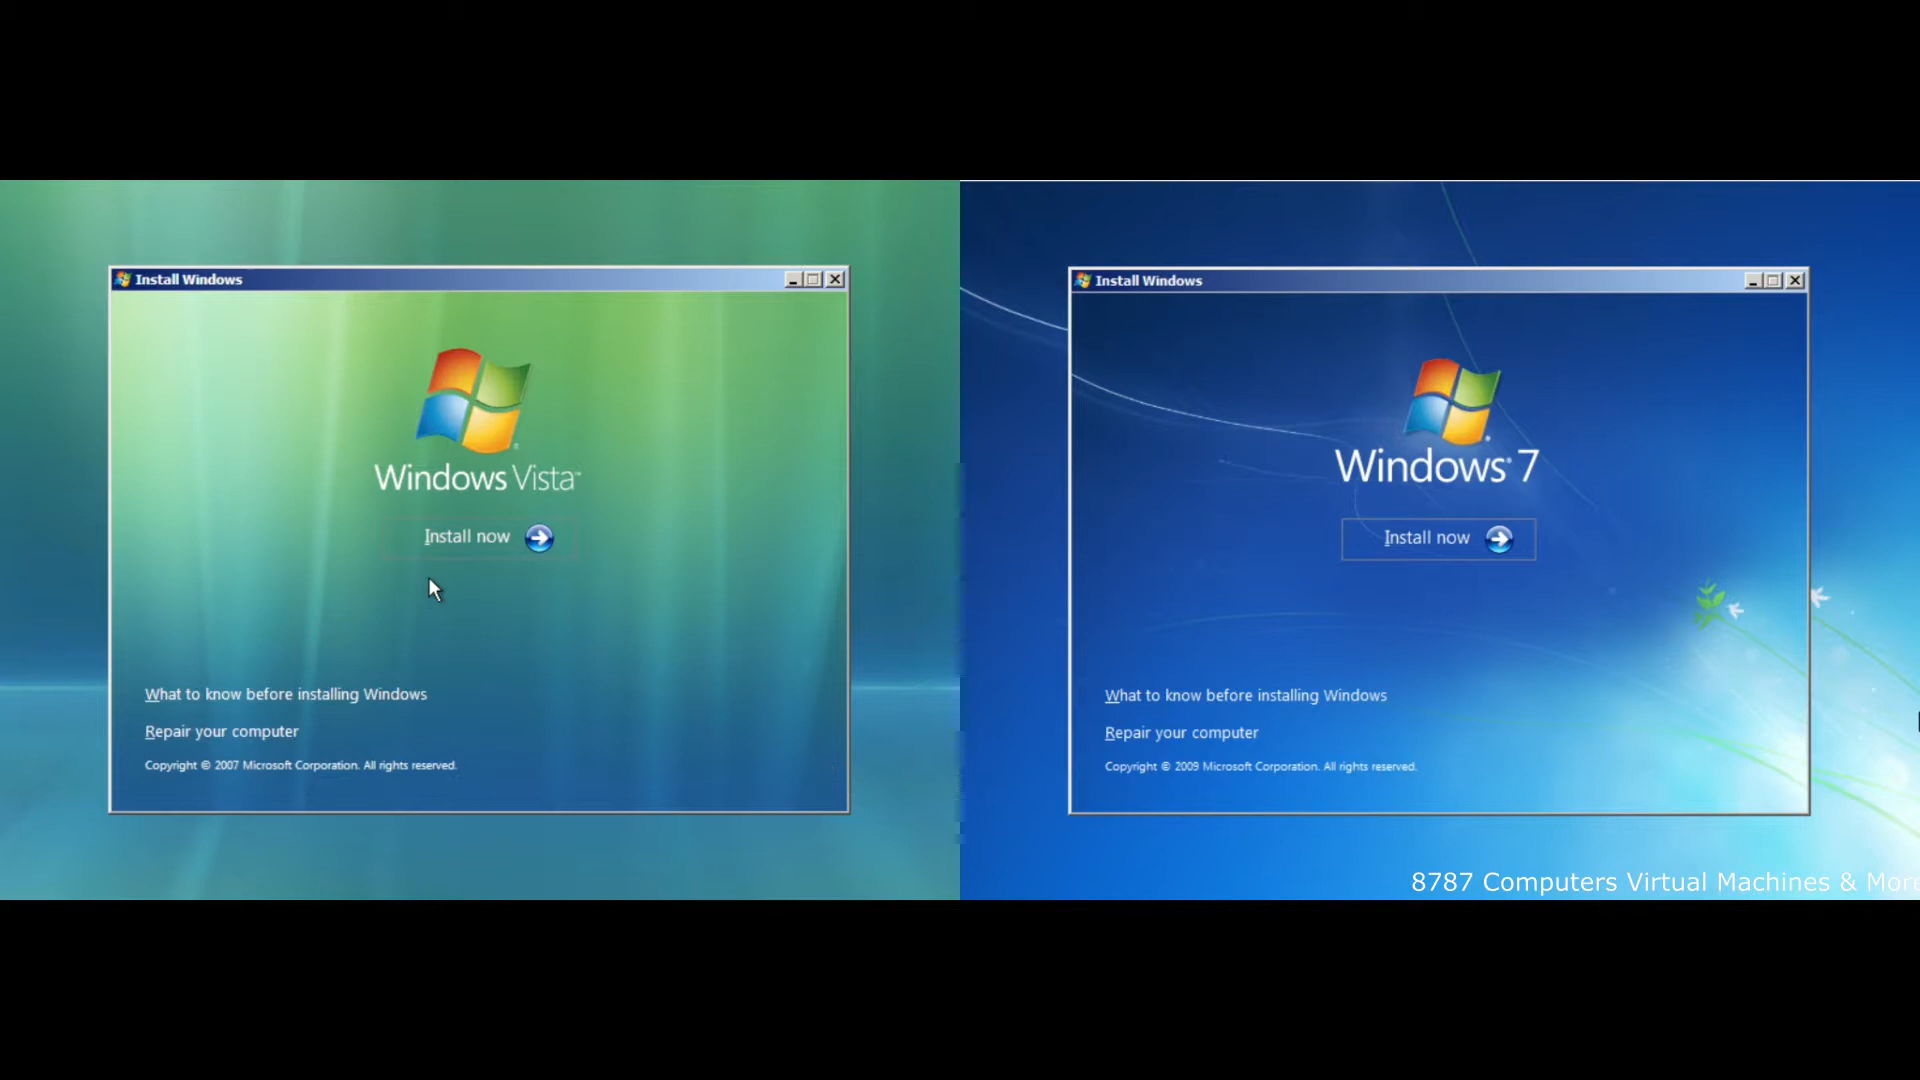 Install Windows
Windows Vista™
Install now
What to know before installing Windows
Repair your computer
Copyright © 2007 Microsoft Corporation. All rights reserved.
Install Windows
Windows® 7
Install now
What to know before installing Windows
Repair your computer
Copyright © 2009 Microsoft Corporation. All rights reserved.
8787 Computers Virtual Machines & More